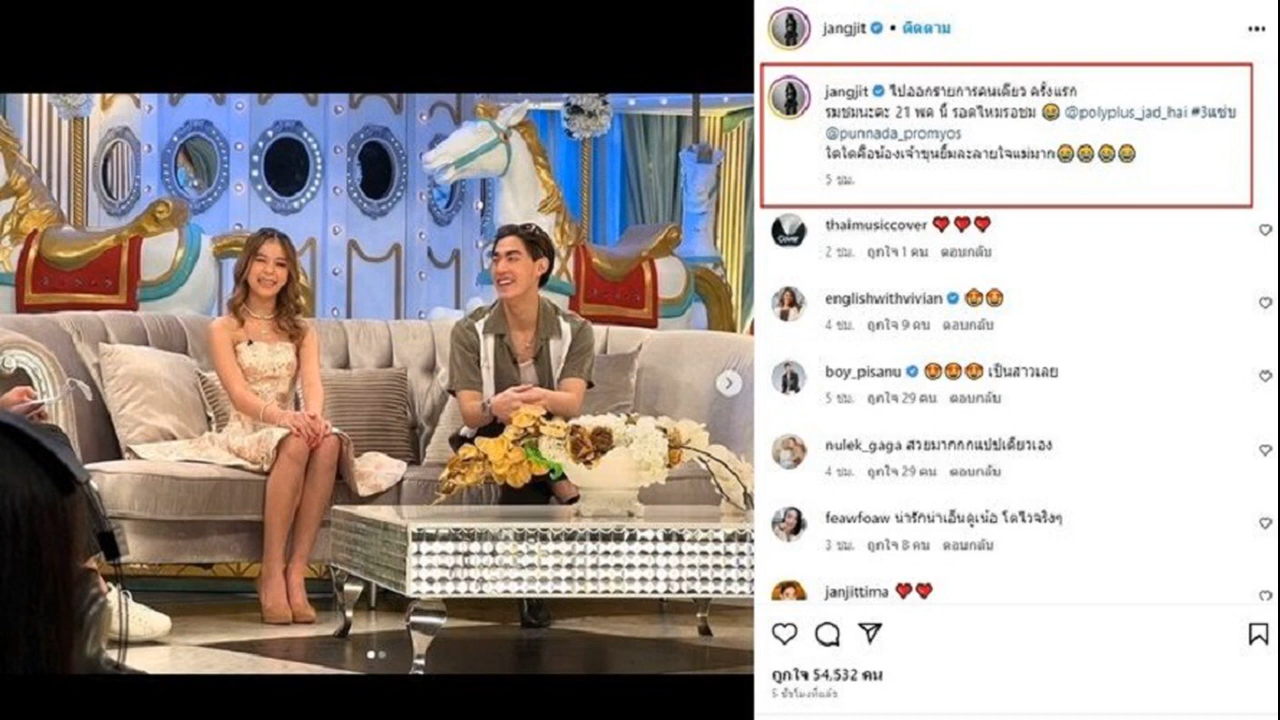 jangjit • ติดตาม
jangjit ไปออกรายการคนเดียว ครั้งแรก
รบชมนะคะ 21 พค นี้ รอดไหมรอชม 😂 @polyplus_jad_hai #3แซ่บ
@punnada_promyos
ใดใดคือน้องเจ้าขุนยิ้มละลายใจแม่มาก😂😂😂😂
5 ชม.
thaimusiccover ❤️❤️❤️
2 ชม. ถูกใจ 1 คน ตอบกลับ
englishwithvivian 😍😍
4 ชม. ถูกใจ 9 คน ตอบกลับ
boy_pisanu 😍😍😍 เป็นสาวเลย
5 ชม. ถูกใจ 29 คน ตอบกลับ
nulek_gaga สวยมากกกแปปเดียวเอง
4 ชม. ถูกใจ 29 คน ตอบกลับ
feawfoaw น่ารักน่าเอ็นดูเน้อ โตไวจริงๆ
3 ชม. ถูกใจ 8 คน ตอบกลับ
janjittima ❤️❤️
ถูกใจ 54,532 คน
5 ชั่วโมงที่แล้ว